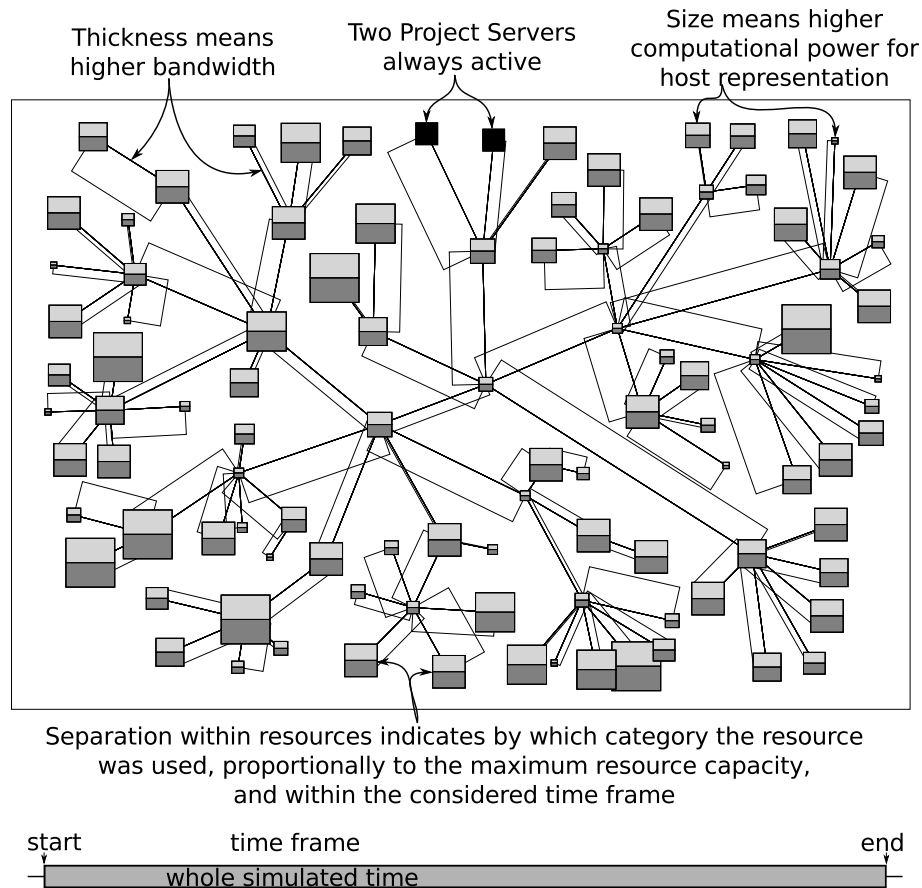 Thickness means
higher bandwidth
Two Project Servers
always active
Size means higher
computational power for
host representation
Separation within resources indicates by which category the resource
was used, proportionally to the maximum resource capacity,
and within the considered time frame
start
time frame
end
whole simulated time